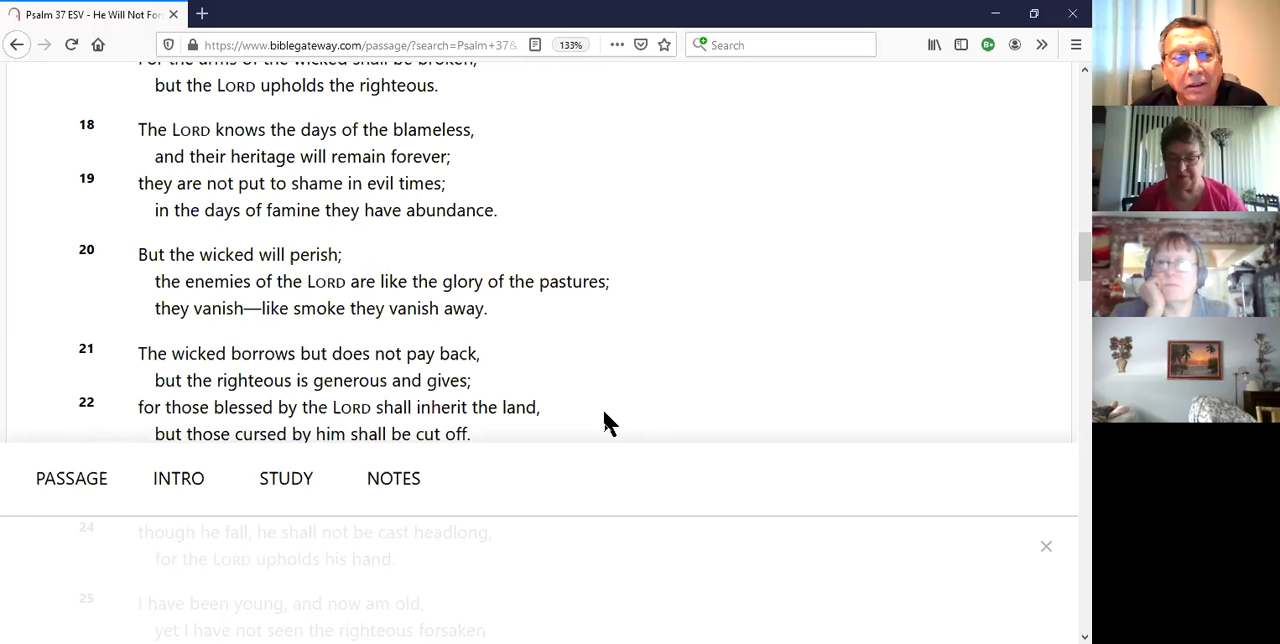 Psalm 37 ESV - He Will Not For
https://www.biblegateway.com/passage/?search=Psalm+37&
133%
Search
For the arms of the wicked shall be broken,
but the LORD upholds the righteous.
18 The LORD knows the days of the blameless,
and their heritage will remain forever;
19 they are not put to shame in evil times;
in the days of famine they have abundance.
20 But the wicked will perish;
the enemies of the LORD are like the glory of the pastures;
they vanish—like smoke they vanish away.
21 The wicked borrows but does not pay back,
but the righteous is generous and gives;
22 for those blessed by the LORD shall inherit the land,
but those cursed by him shall be cut off.
PASSAGE INTRO STUDY NOTES
24 though he fall, he shall not be cast headlong,
for the LORD upholds his hand.
25 I have been young, and now am old,
yet I have not seen the righteous forsaken